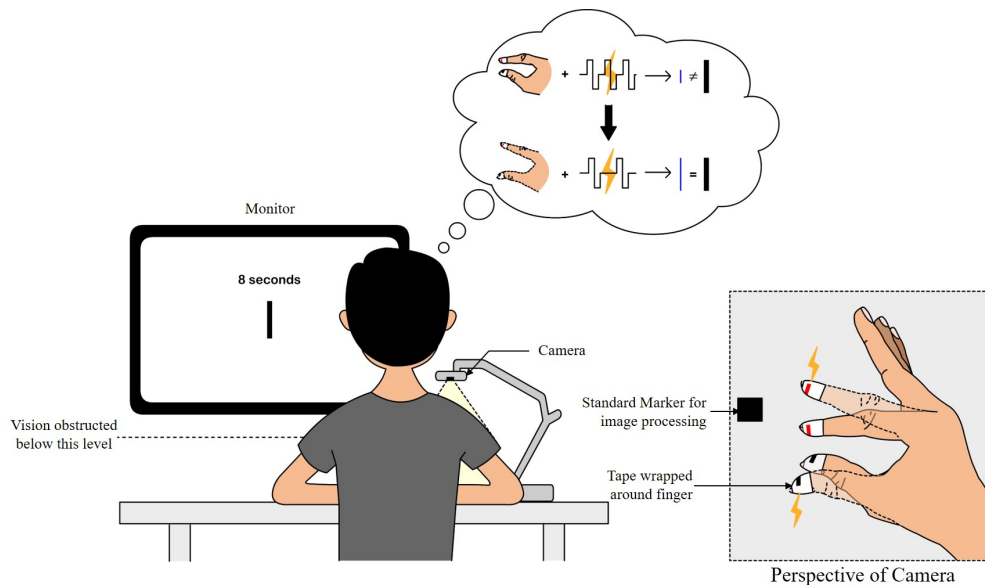 Monitor
8 seconds
Camera
Vision obstructed
below this level
Standard Marker for
image processing
Tape wrapped
around finger
Perspective of Camera